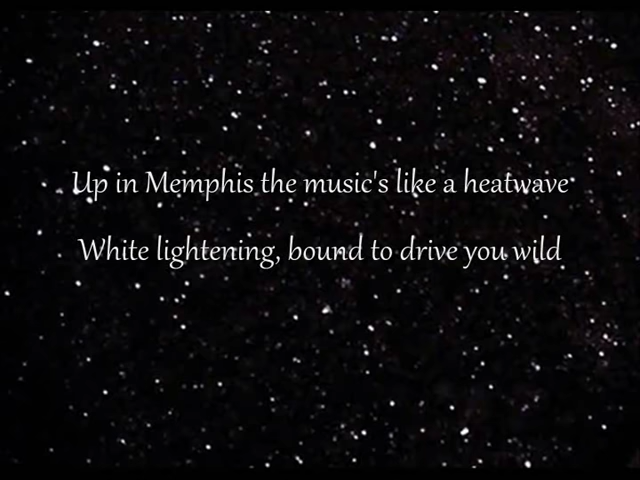 Up in Memphis the music's like a heatwave
White lightening, bound to drive you wild